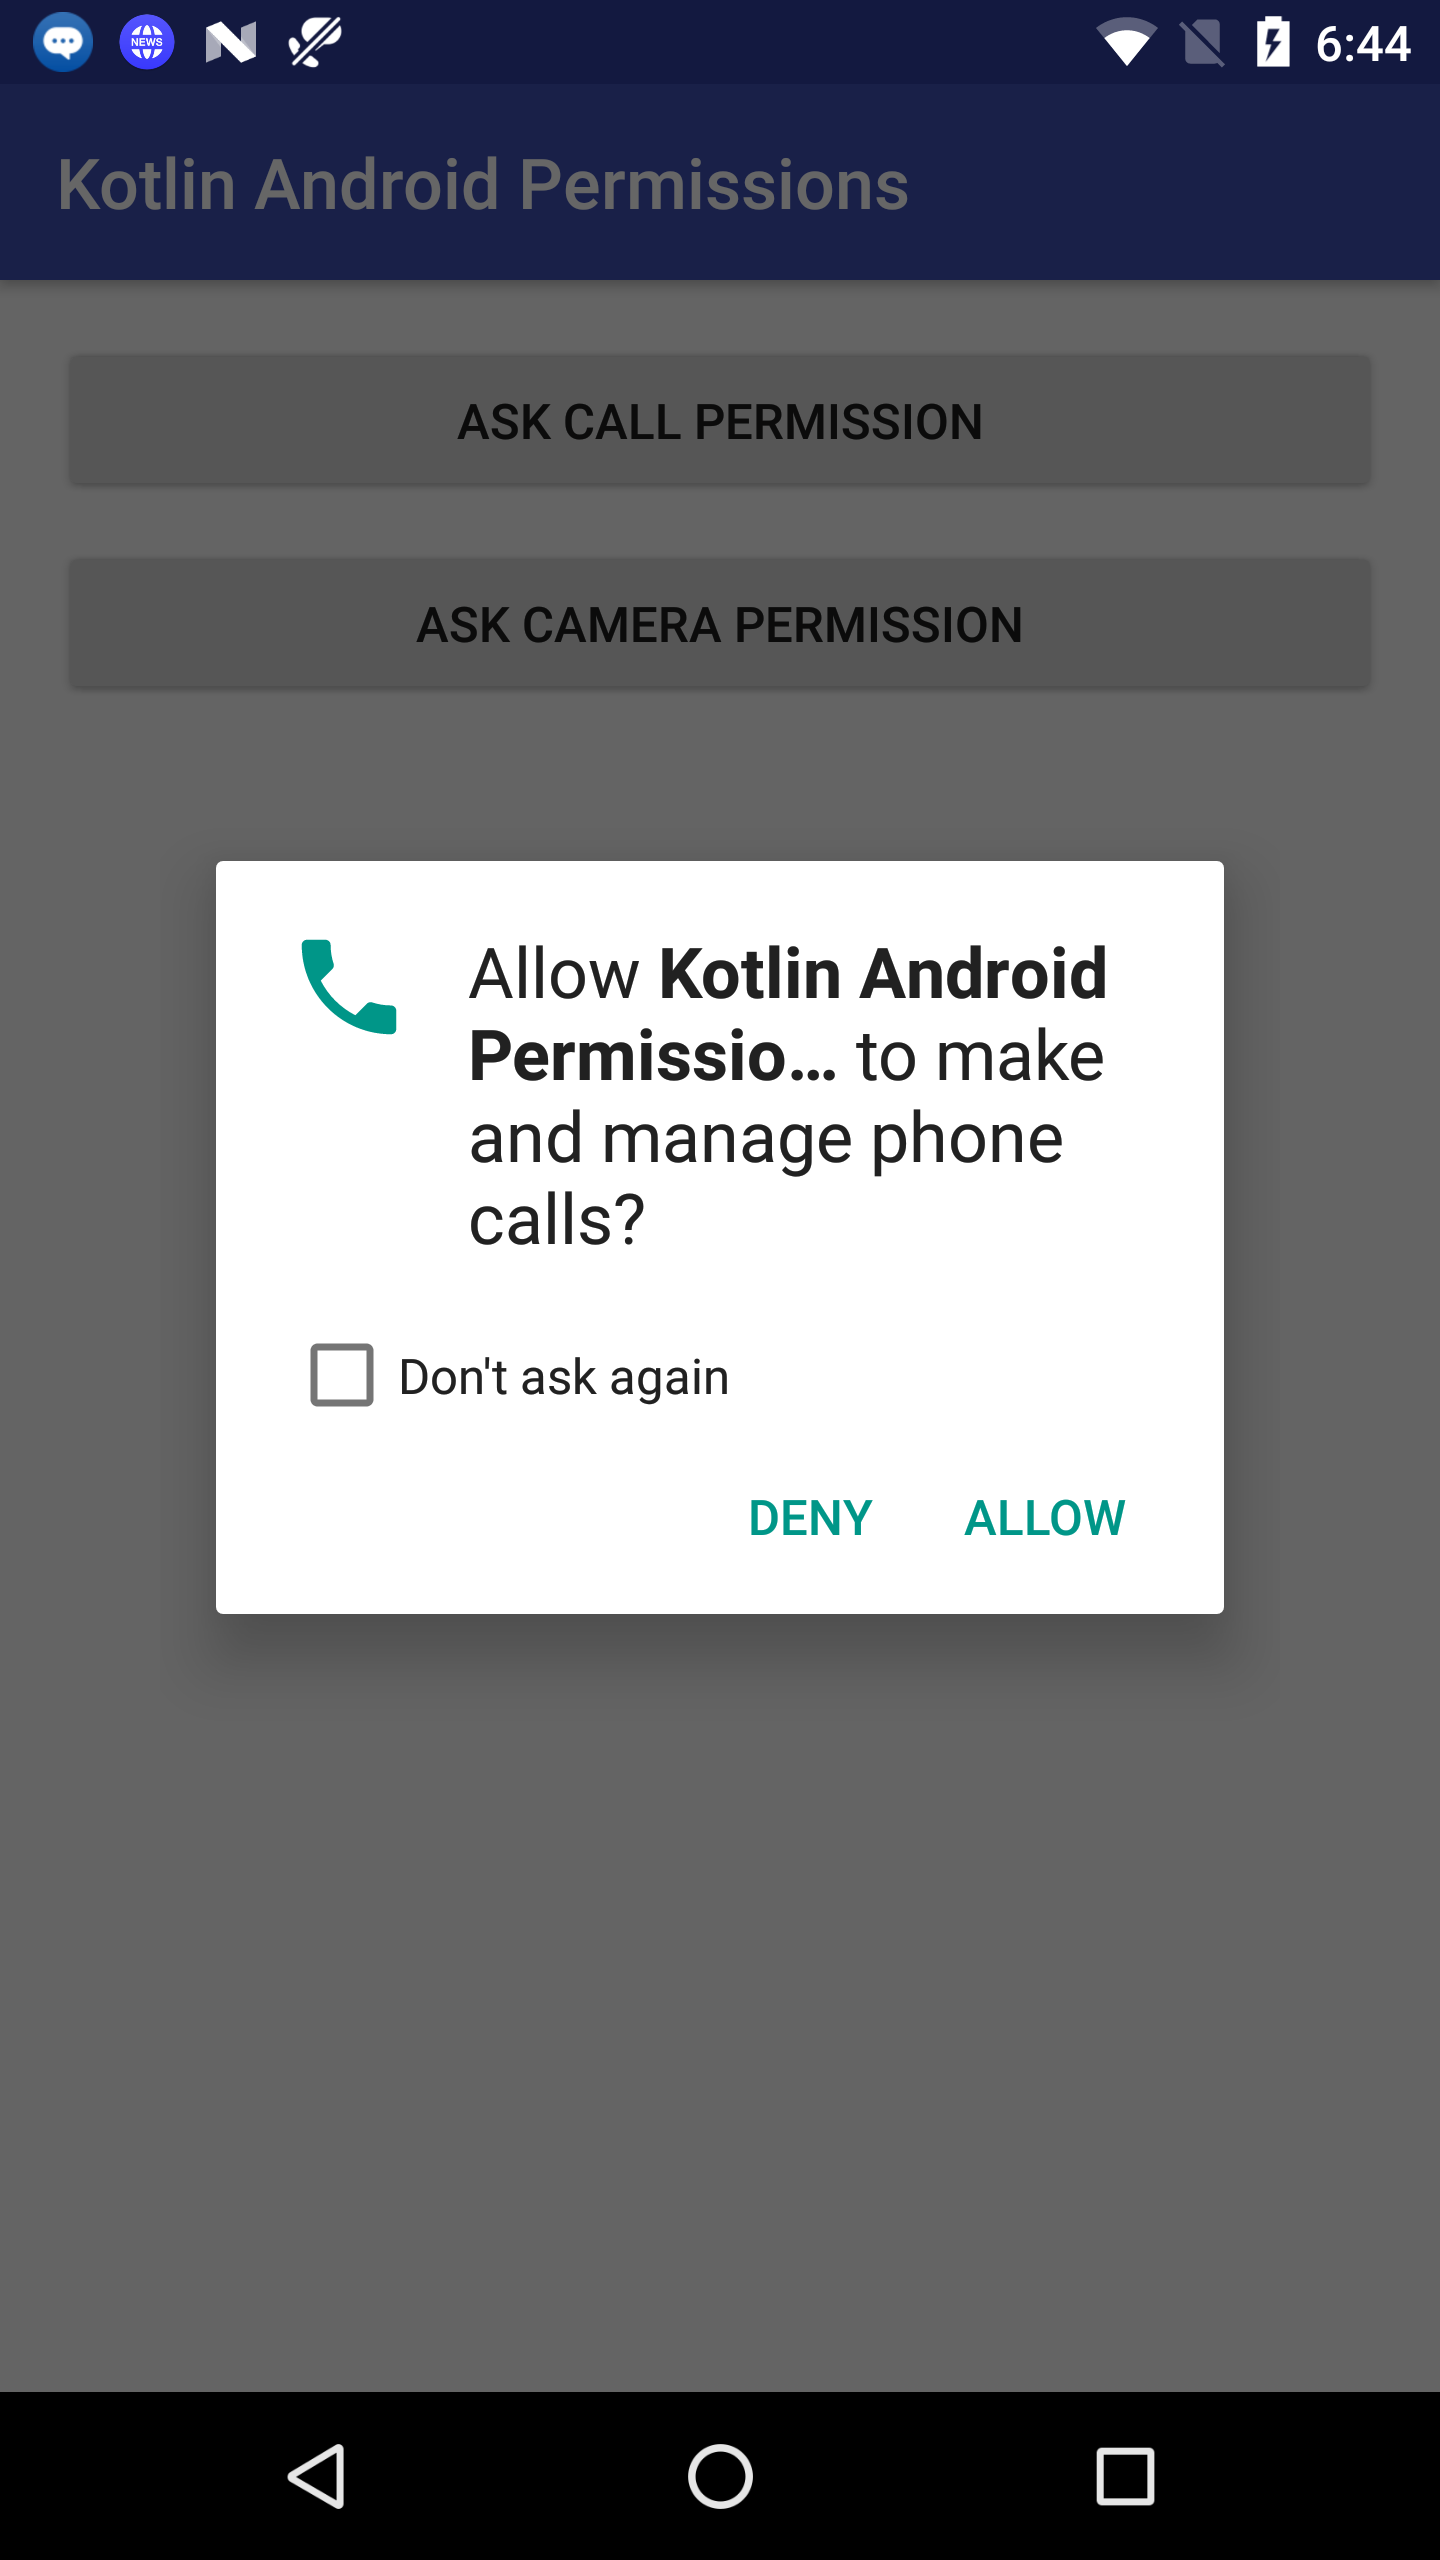 NEWS
6:44
Kotlin Android Permissions
ASK CALL PERMISSION
ASK CAMERA PERMISSION
Allow Kotlin Android
Permissio... to make
and manage phone
calls?
Don't ask again
DENY ALLOW